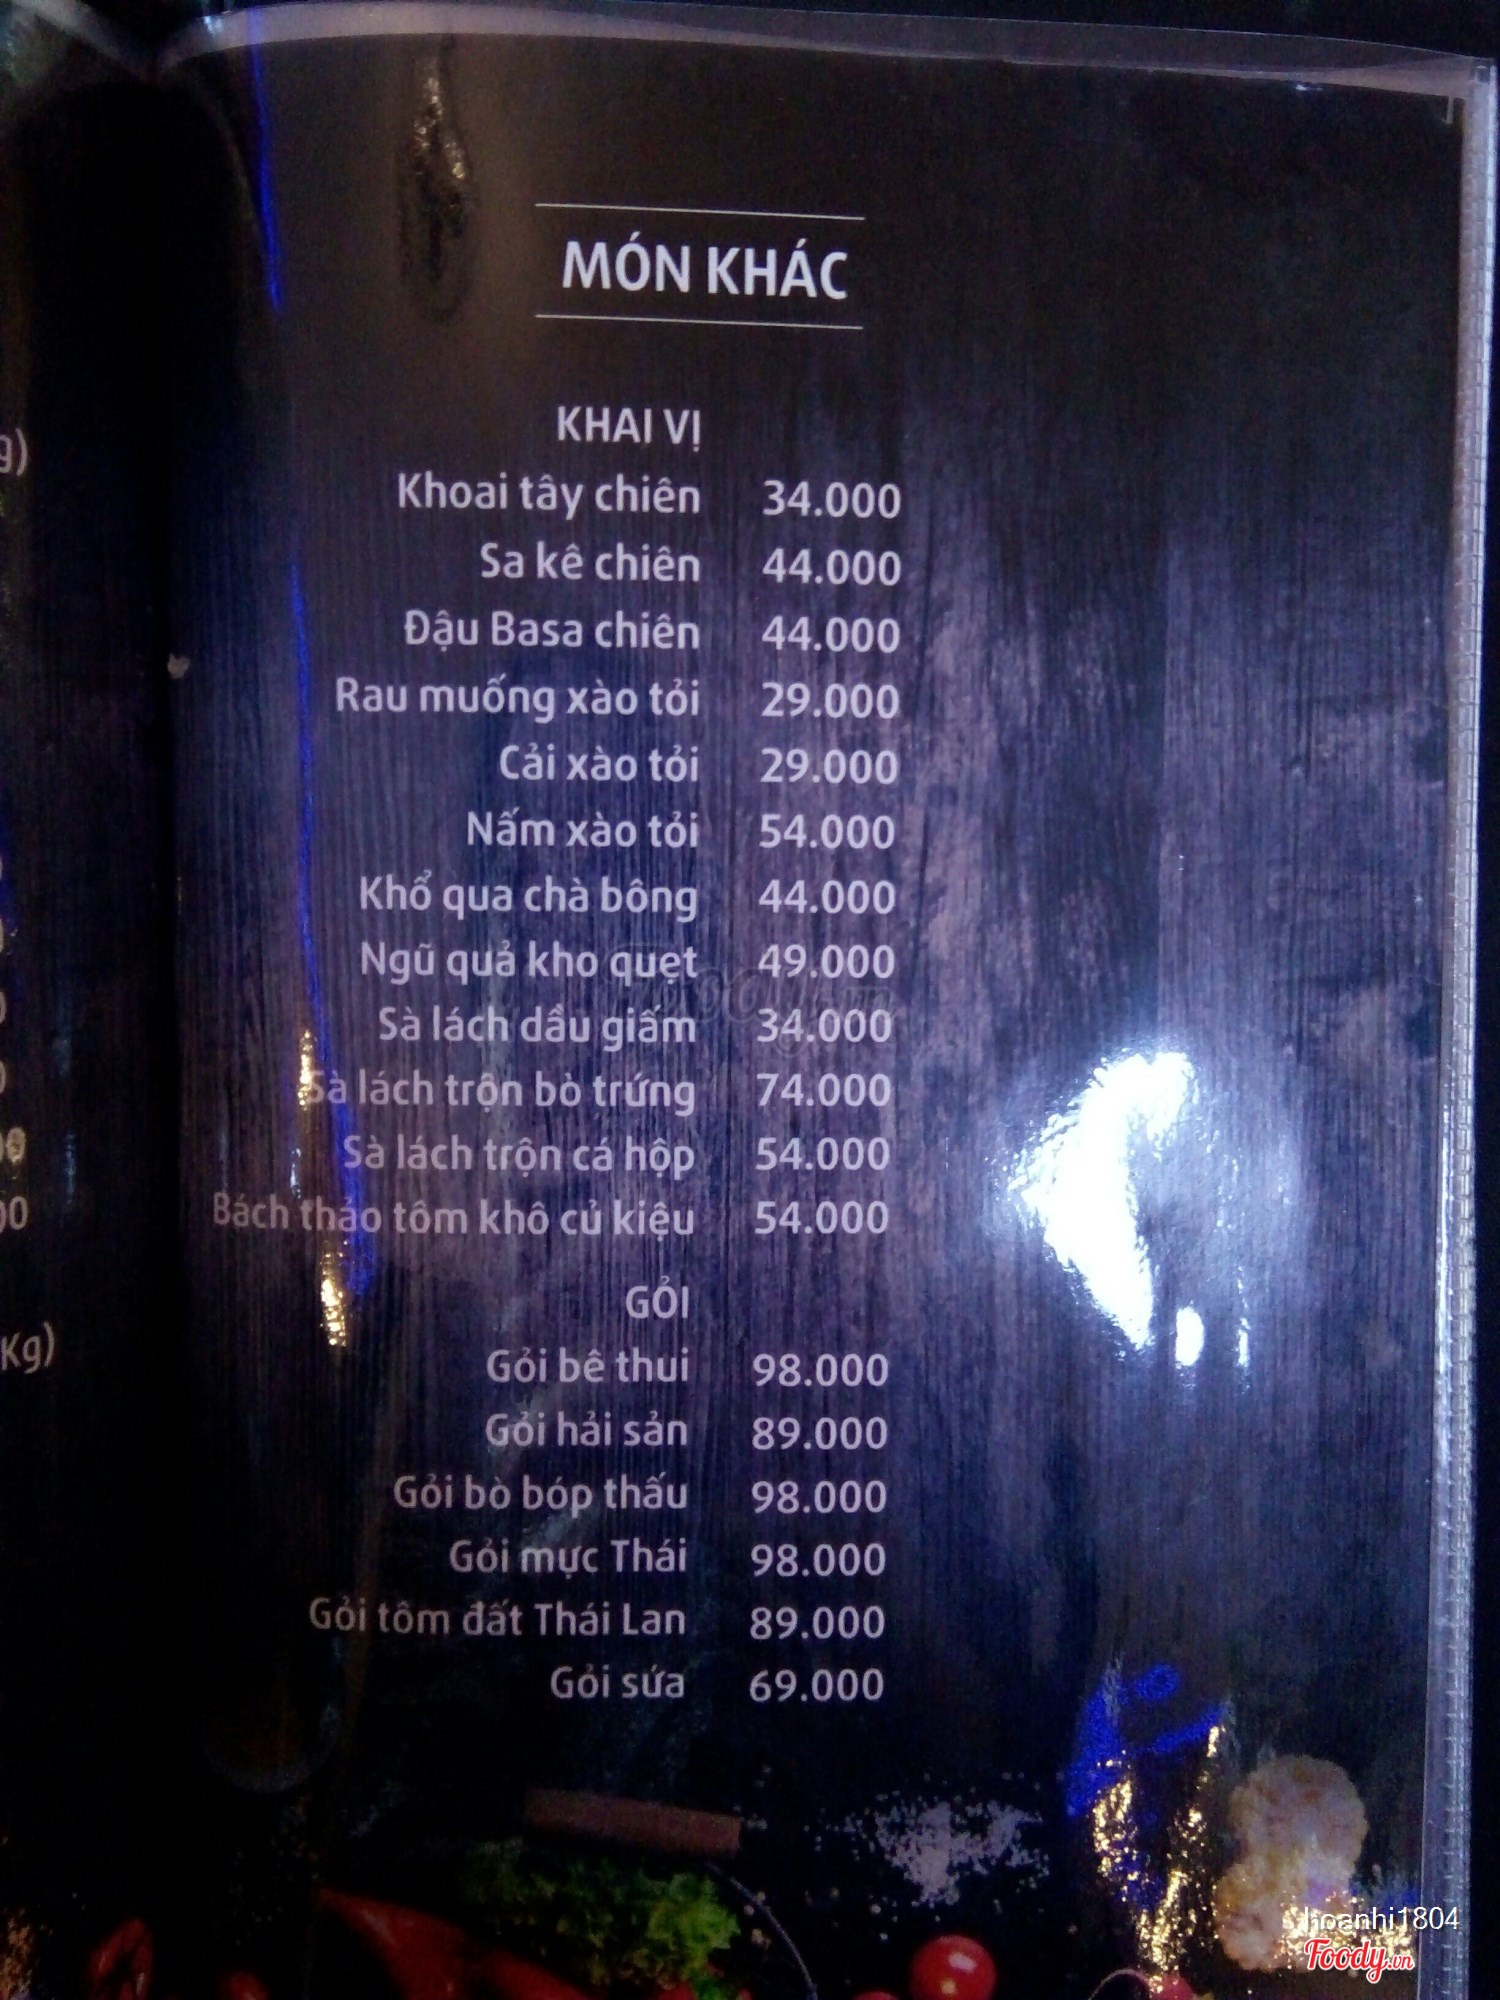 MÓN KHÁC
KHAI VỊ
Khoai tây chiên 34.000
Sa kê chiên 44.000
Đậu Basa chiên 44.000
Rau muống xào tỏi 29.000
Cải xào tỏi 29.000
Nấm xào tỏi 54.000
Khổ qua chà bông 44.000
Ngũ quả kho quẹt 49.000
Sà lách dầu giấm 34.000
Sà lách trộn bò trứng 74.000
Sà lách trộn cá hộp 54.000
Bách thảo tôm khô củ kiệu 54.000
GỎI
Gỏi bê thui 98.000
Gỏi hải sản 89.000
Gỏi bò bóp thấu 98.000
Gỏi mực Thái 98.000
Gỏi tôm đất Thái Lan 89.000
Gỏi sứa 69.000
Kg)
hoanhi1804
Foody.vn